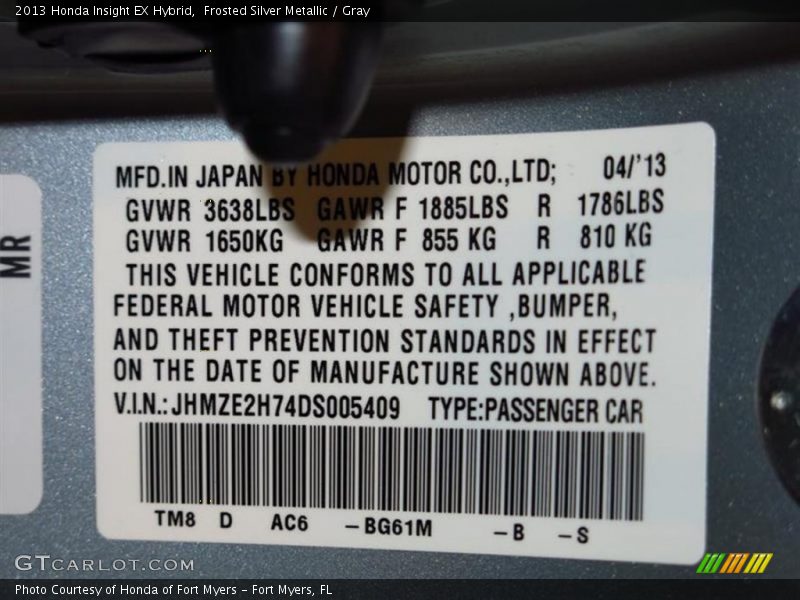 2013 Honda Insight EX Hybrid,  Frosted Silver Metallic / Gray
MFD.IN JAPAN BY HONDA MOTOR CO.,LTD; 04/'13
GVWR 3638LBS GAWR F 1885LBS R 1786LBS
GVWR 1650KG GAWR F 855 KG R 810 KG
THIS VEHICLE CONFORMS TO ALL APPLICABLE
FEDERAL MOTOR VEHICLE SAFETY ,BUMPER,
AND THEFT PREVENTION STANDARDS IN EFFECT
ON THE DATE OF MANUFACTURE SHOWN ABOVE.
V.I.N.: JHMZE2H74DS005409 TYPE:PASSENGER CAR
TM8 D AC6 –BG61M –B –S
MR
GTCARLOT.COM
Photo Courtesy of Honda of Fort Myers – Fort Myers, FL